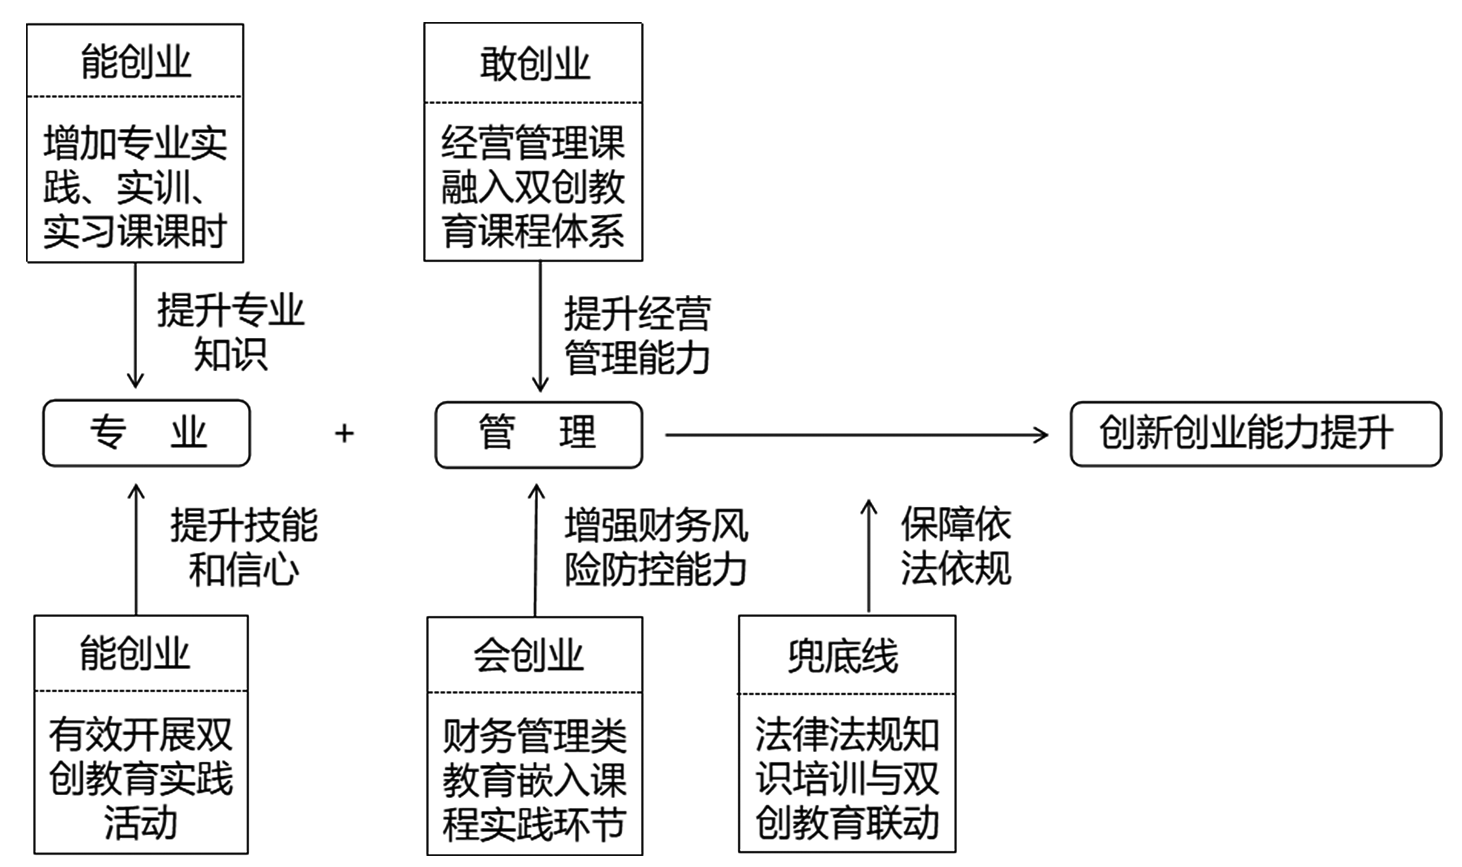 能创业
增加专业实
践、实训、
实习课课时
敢创业
经营管理课
融入双创教
育课程体系
提升专业
知识
提升经营
管理能力
专 业
+
管 理
创新创业能力提升
提升技能
和信心
增强财务风
险防控能力
保障依
法依规
能创业
有效开展双
创教育实践
活动
会创业
财务管理类
教育嵌入课
程实践环节
兜底线
法律法规知
识培训与双
创教育联动